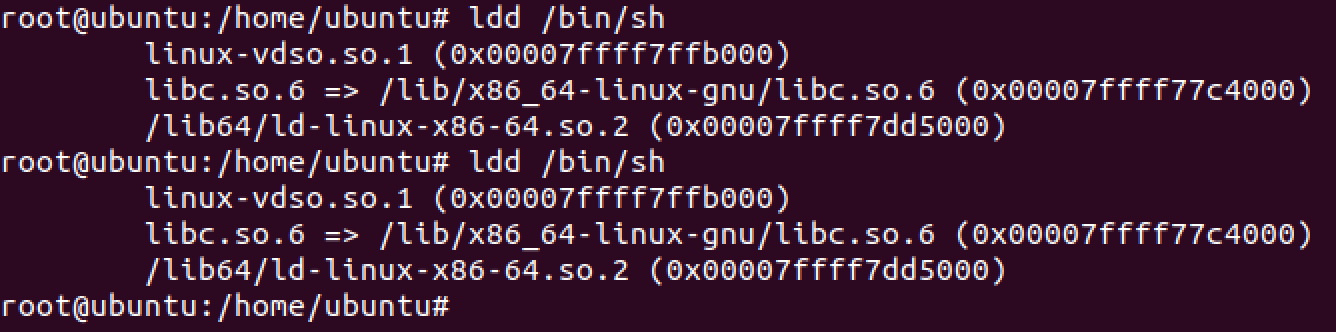 root@ubuntu:/home/ubuntu# ldd /bin/sh
linux-vdso.so.1 (0x00007ffff7ffb000)
libc.so.6 => /lib/x86_64-linux-gnu/libc.so.6 (0x00007ffff77c4000)
/lib64/ld-linux-x86-64.so.2 (0x00007ffff7dd5000)
root@ubuntu:/home/ubuntu# ldd /bin/sh
linux-vdso.so.1 (0x00007ffff7ffb000)
libc.so.6 => /lib/x86_64-linux-gnu/libc.so.6 (0x00007ffff77c4000)
/lib64/ld-linux-x86-64.so.2 (0x00007ffff7dd5000)
root@ubuntu:/home/ubuntu#